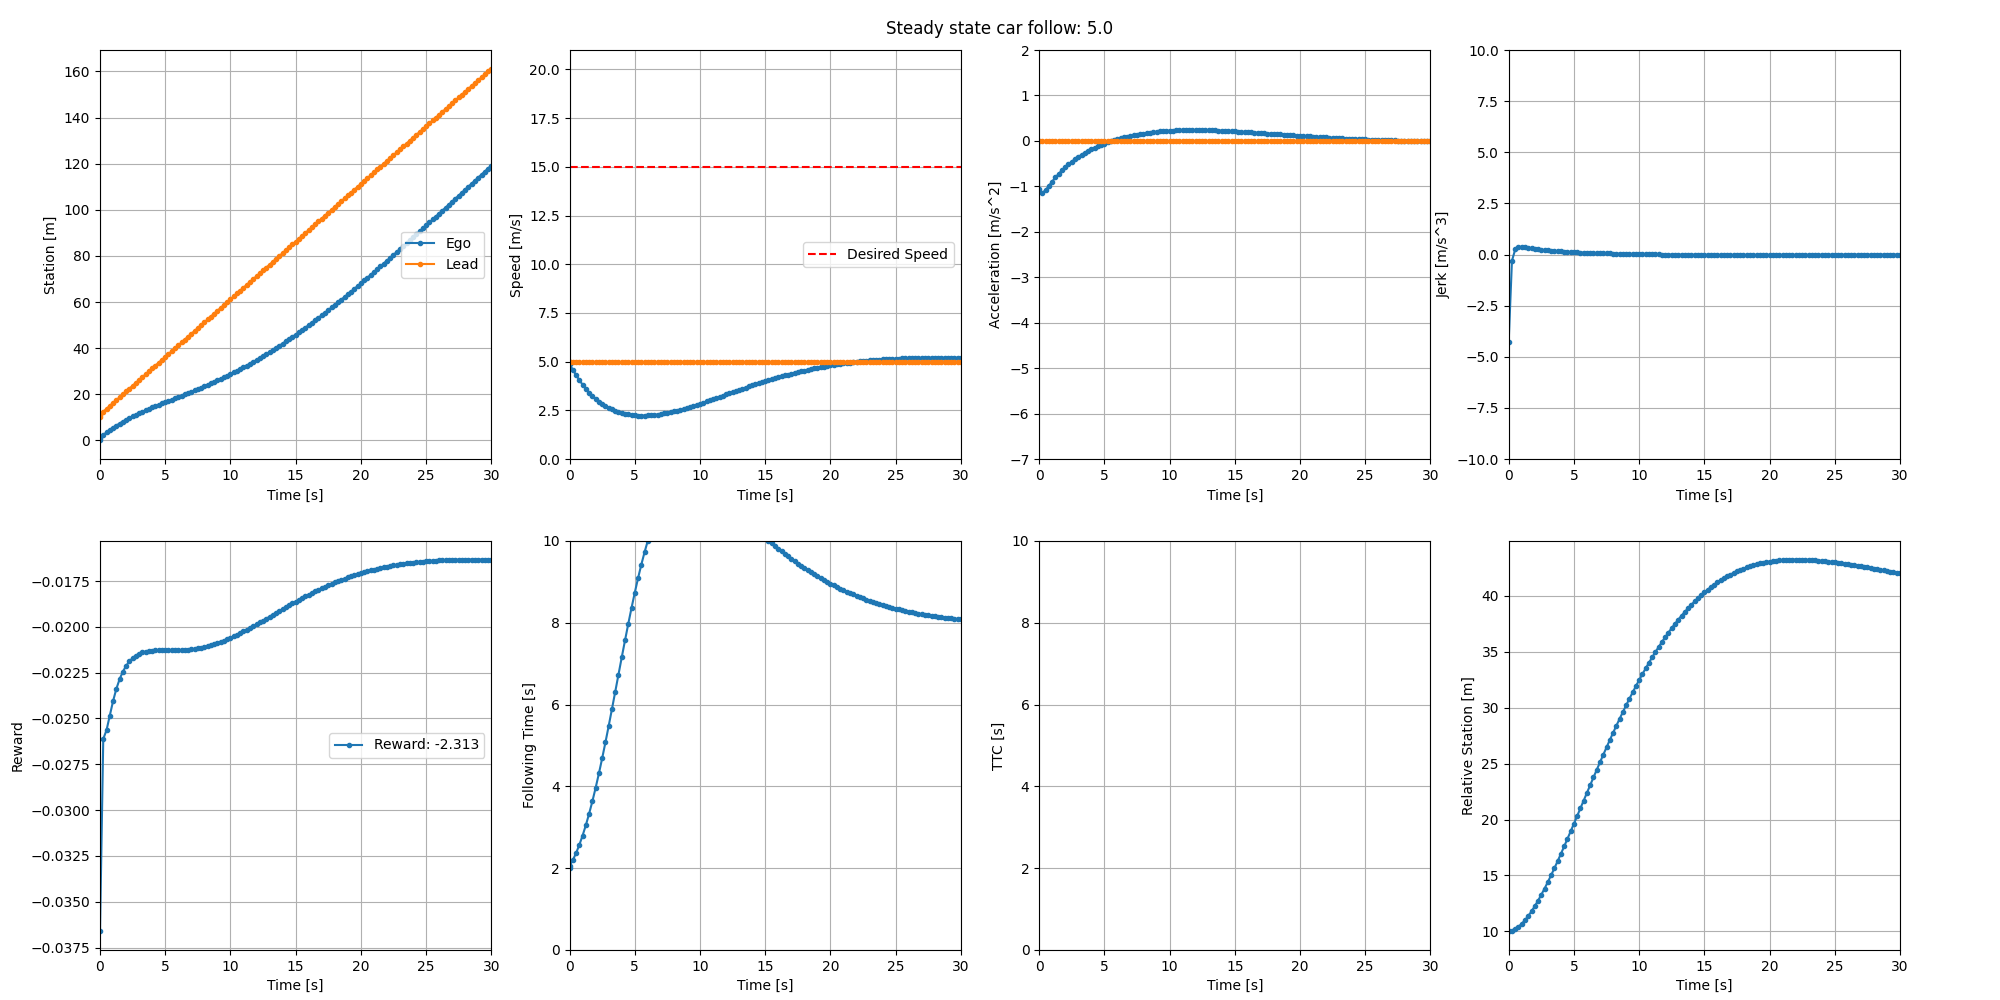 Steady state car follow: 5.0
160
140
120
100
80
60
40
20
0
Station [m]
Ego
Lead
0 5 10 15 20 25 30
Time [s]
20.0
17.5
15.0
12.5
10.0
7.5
5.0
2.5
0.0
Speed [m/s]
Desired Speed
0 5 10 15 20 25 30
Time [s]
2
1
0
−1
−2
−3
−4
−5
−6
−7
Acceleration [m/s^2]
0 5 10 15 20 25 30
Time [s]
10.0
7.5
5.0
2.5
0.0
−2.5
−5.0
−7.5
−10.0
Jerk [m/s^3]
0 5 10 15 20 25 30
Time [s]
−0.0175
−0.0200
−0.0225
−0.0250
−0.0275
−0.0300
−0.0325
−0.0350
−0.0375
Reward
Reward: -2.313
0 5 10 15 20 25 30
Time [s]
10
8
6
4
2
0
Following Time [s]
0 5 10 15 20 25 30
Time [s]
10
8
6
4
2
0
TTC [s]
0 5 10 15 20 25 30
Time [s]
40
35
30
25
20
15
10
Relative Station [m]
0 5 10 15 20 25 30
Time [s]